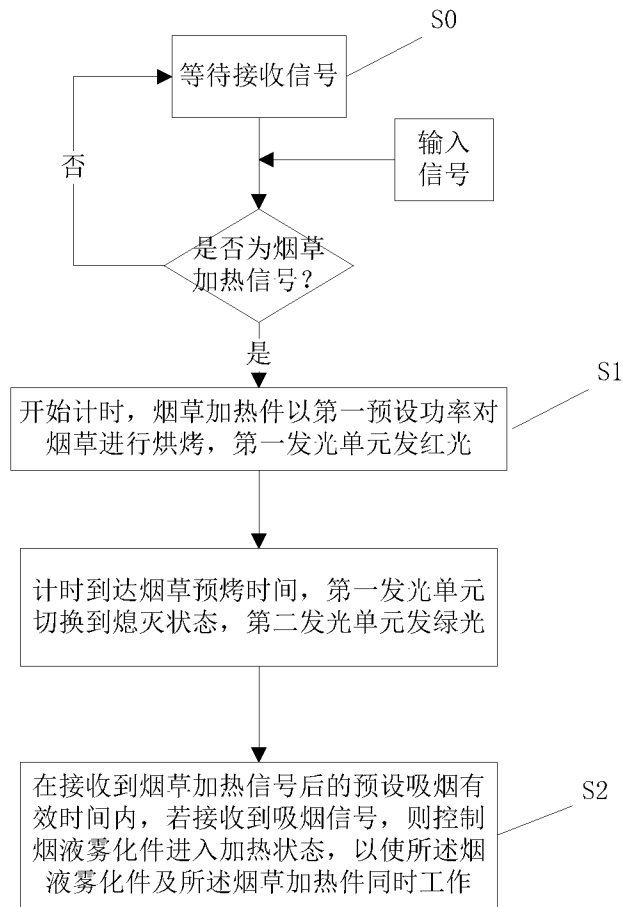 S0
等待接收信号
输入
信号
否
是否为烟草
加热信号？
是
S1
开始计时，烟草加热件以第一预设功率对
烟草进行烘烤，第一发光单元发红光
计时到达烟草预烤时间，第一发光单元
切换到熄灭状态，第二发光单元发绿光
S2
在接收到烟草加热信号后的预设吸烟有
效时间内，若接收到吸烟信号，则控制
烟液雾化件进入加热状态，以使所述烟
液雾化件及所述烟草加热件同时工作